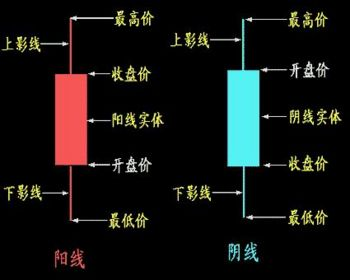 最高价
上影线
收盘价
阳线实体
开盘价
下影线
最低价
阳线
最高价
上影线
开盘价
阴线实体
收盘价
下影线
最低价
阴线